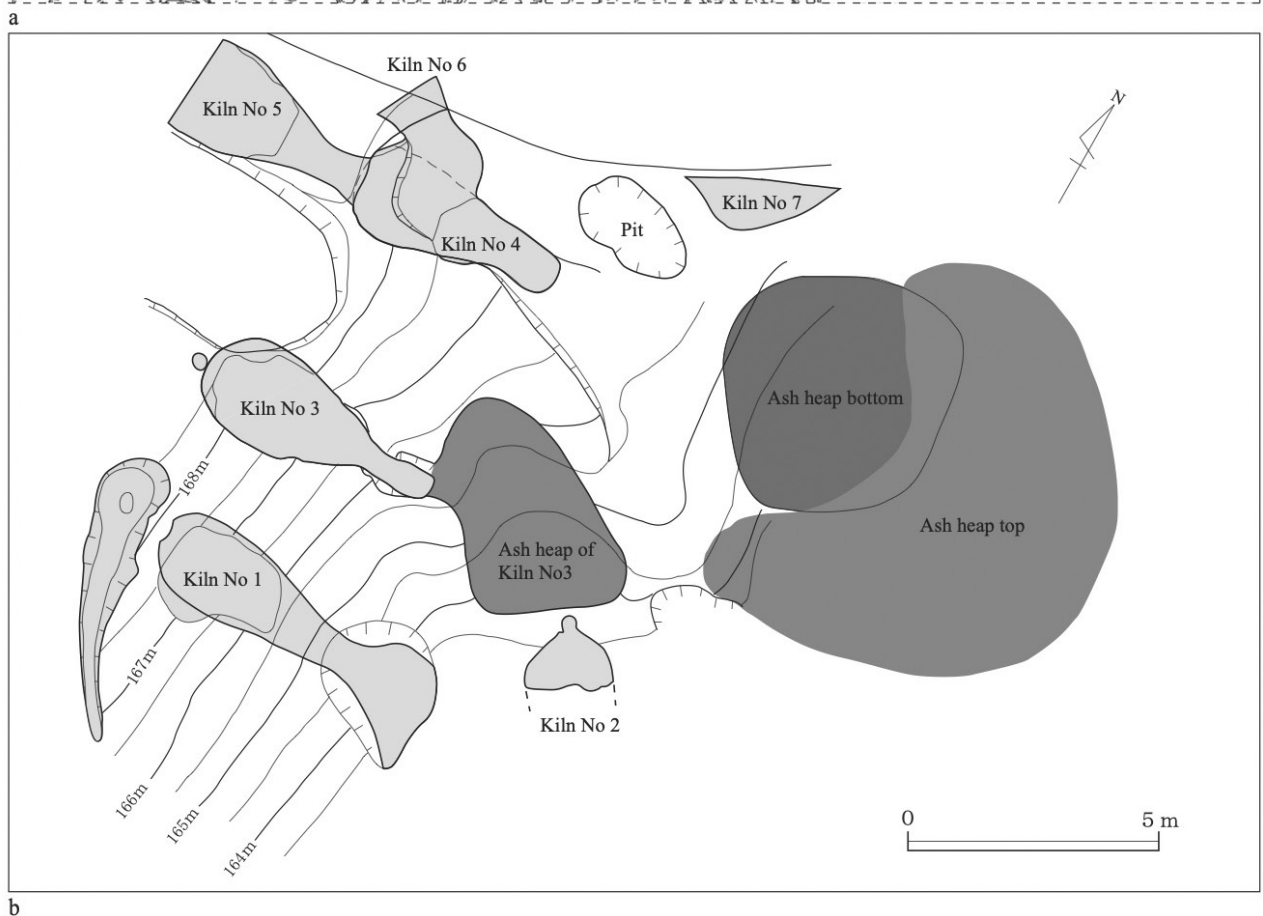 a
Kiln No 6
Kiln No 5
N
Kiln No 7
Pit
Kiln No 4
Ash heap bottom
Kiln No 3
168m
Ash heap top
Ash heap of
Kiln No3
Kiln No 1
167m
Kiln No 2
166m
165m
164m
0 5 m
b